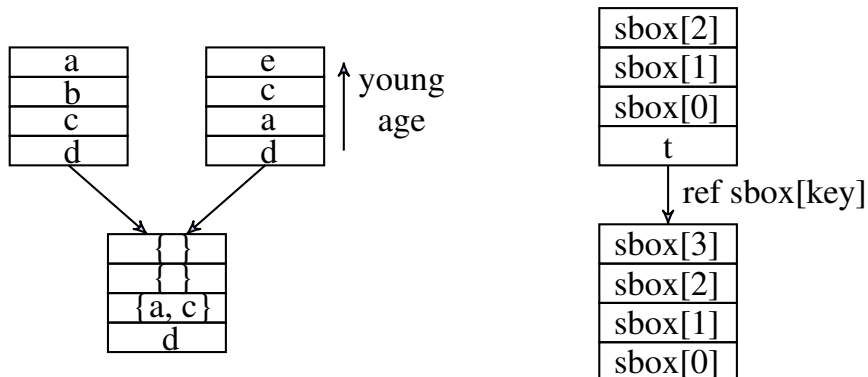 a
b
c
d
e
c
a
d
young
age
{ }
{ }
{a, c}
d
sbox[2]
sbox[1]
sbox[0]
t
ref sbox[key]
sbox[3]
sbox[2]
sbox[1]
sbox[0]